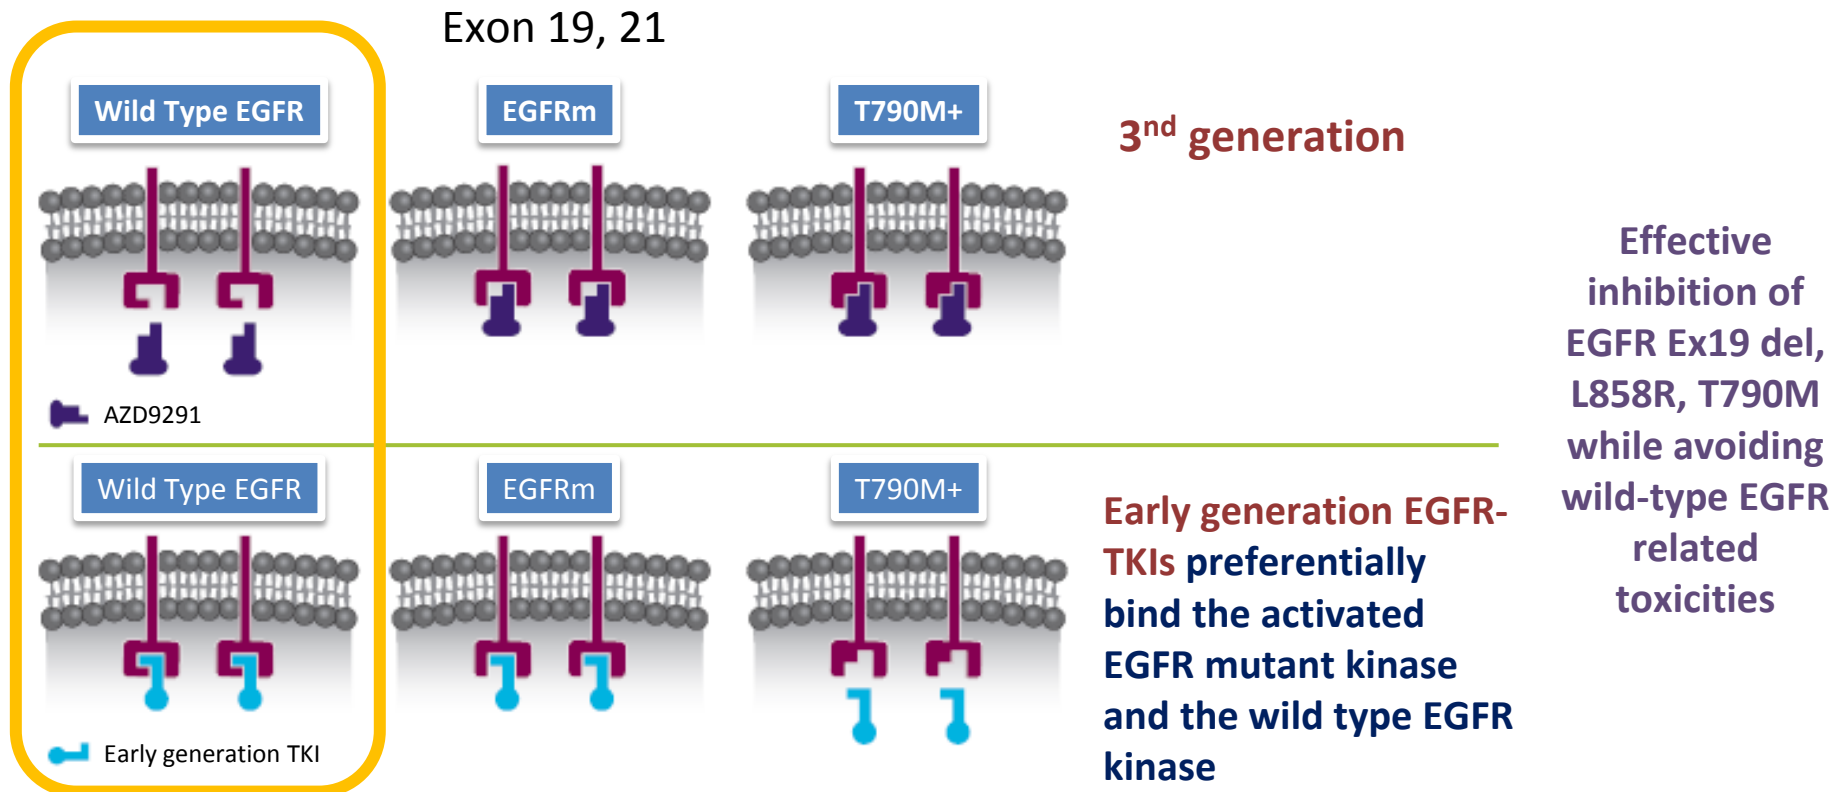 Exon 19, 21
Wild Type EGFR
EGFRm
T790M+
3nd generation
AZD9291
Wild Type EGFR
EGFRm
T790M+
Early generation TKI
Early generation EGFR-
TKIs preferentially
bind the activated
EGFR mutant kinase
and the wild type EGFR
kinase
Effective
inhibition of
EGFR Ex19 del,
L858R, T790M
while avoiding
wild-type EGFR
related
toxicities